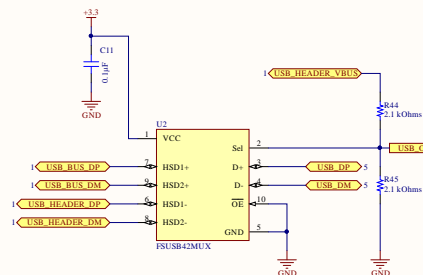 +3.3
C11
0.1µF
GND
1 USB_HEADER_VBUS
R44
2.1 kOhms
U2
1 VCC
Sel 2
1 USB_BUS_DP 7 HSD1+
D+ 3 USB_DP 5
1 USB_BUS_DM 9 HSD2+
D- 4 USB_DM 5
1 USB_HEADER_DP 6 HSD1-
OE 10
1 USB_HEADER_DM 8 HSD2-
GND 5
FSUSB42MUX
R45
2.1 kOhms
GND
GND